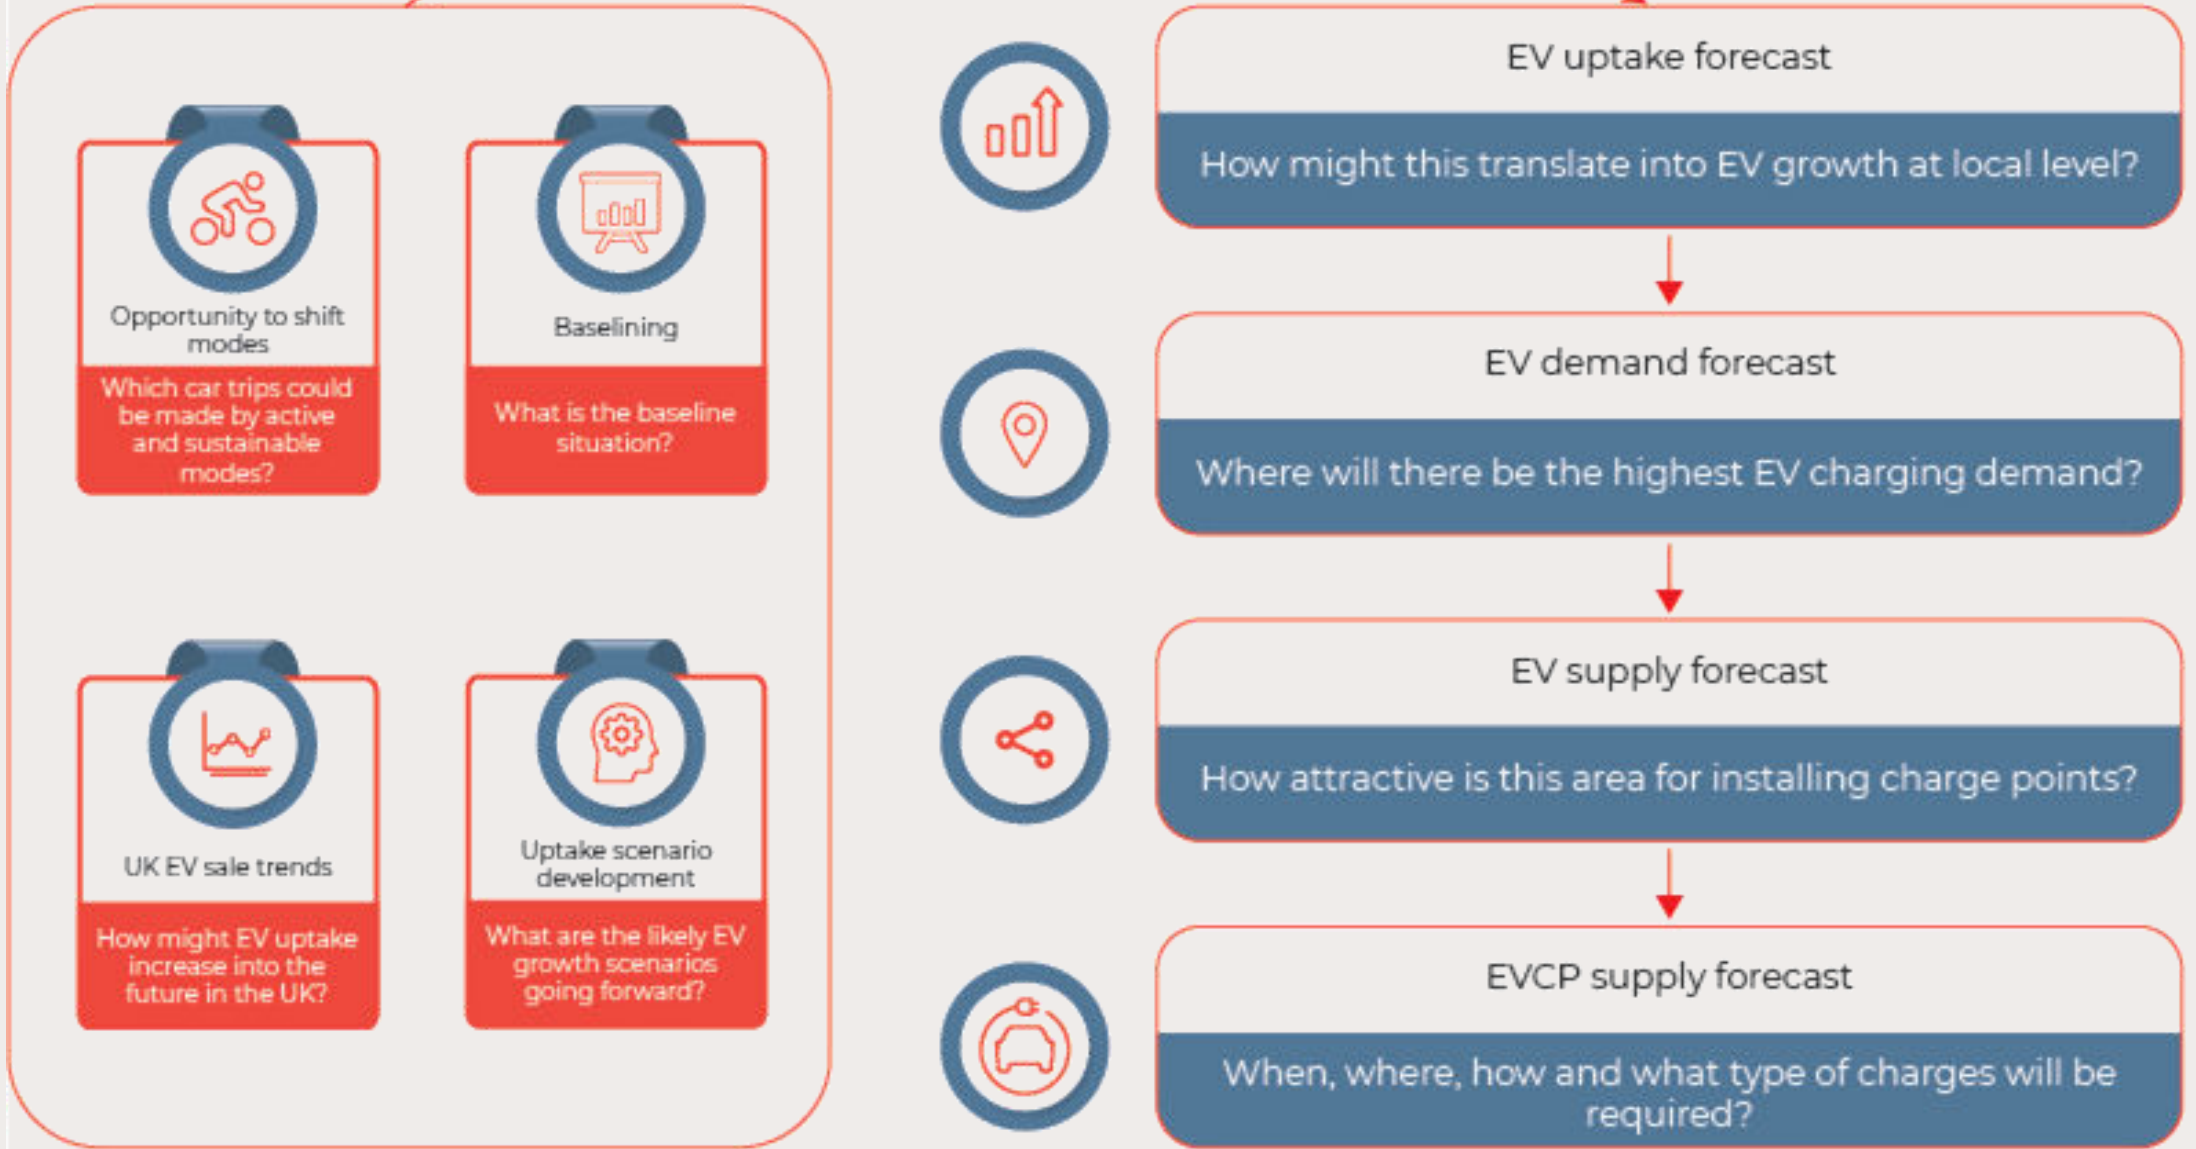 Opportunity to shift
modes
Which car trips could
be made by active
and sustainable
modes?
Baselining
What is the baseline
situation?
UK EV sale trends
How might EV uptake
increase into the
future in the UK?
Uptake scenario
development
What are the likely EV
growth scenarios
going forward?
EV uptake forecast
How might this translate into EV growth at local level?
EV demand forecast
Where will there be the highest EV charging demand?
EV supply forecast
How attractive is this area for installing charge points?
EVCP supply forecast
When, where, how and what type of charges will be
required?